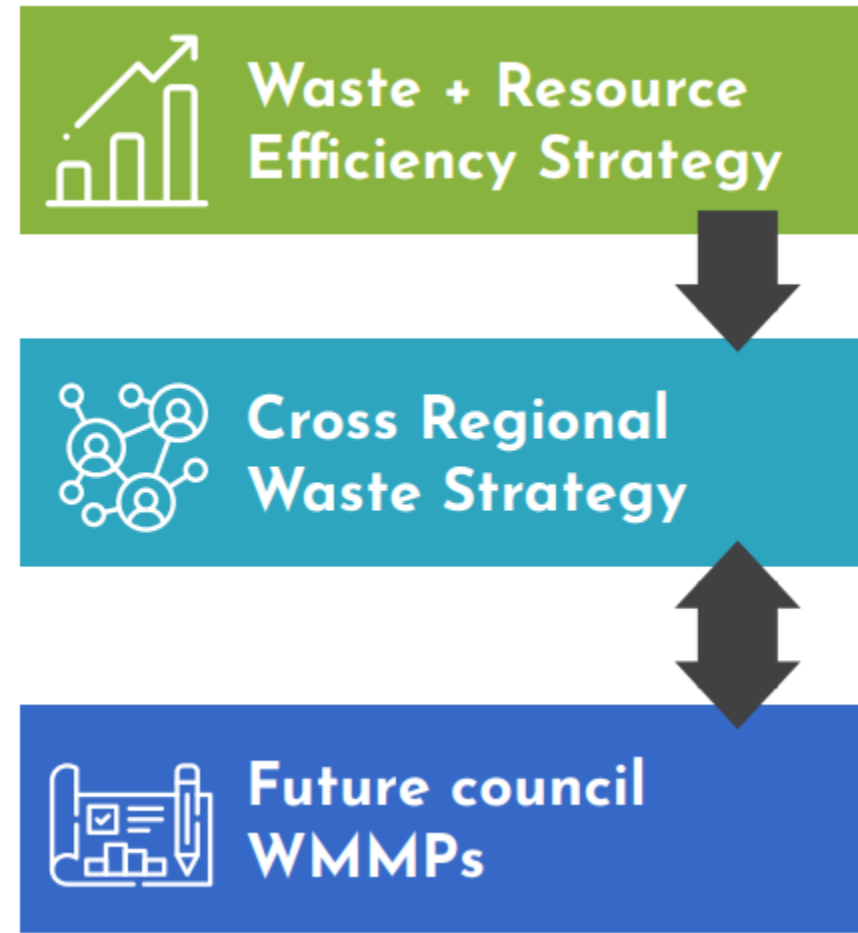 Waste + Resource
Efficiency Strategy
Cross Regional
Waste Strategy
Future council
WMMPs